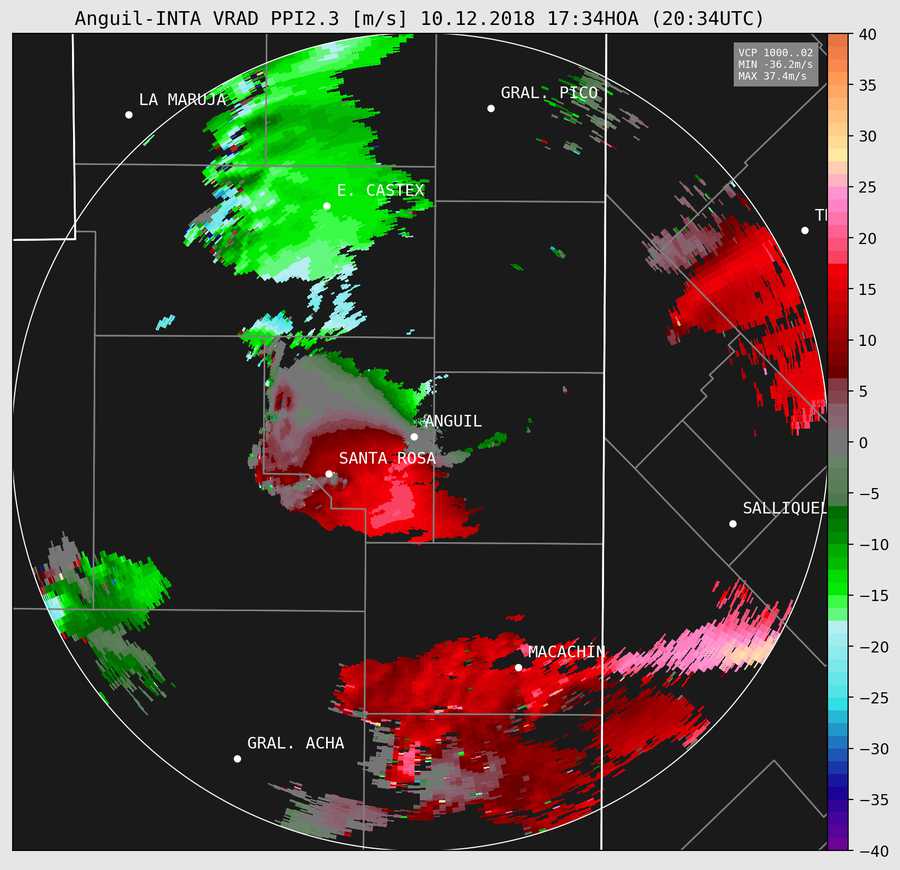 Anguil-INTA VRAD PPI2.3 [m/s] 10.12.2018 17:34HOA (20:34UTC)
VCP 1000..02
MIN -36.2m/s
MAX 37.4m/s
LA MARUJA
GRAL. PICO
E. CASTEX
TR
ANGUIL
SANTA ROSA
SALLIQUEL
MACACHÍN
GRAL. ACHA
40
35
30
25
20
15
10
5
0
−5
−10
−15
−20
−25
−30
−35
−40